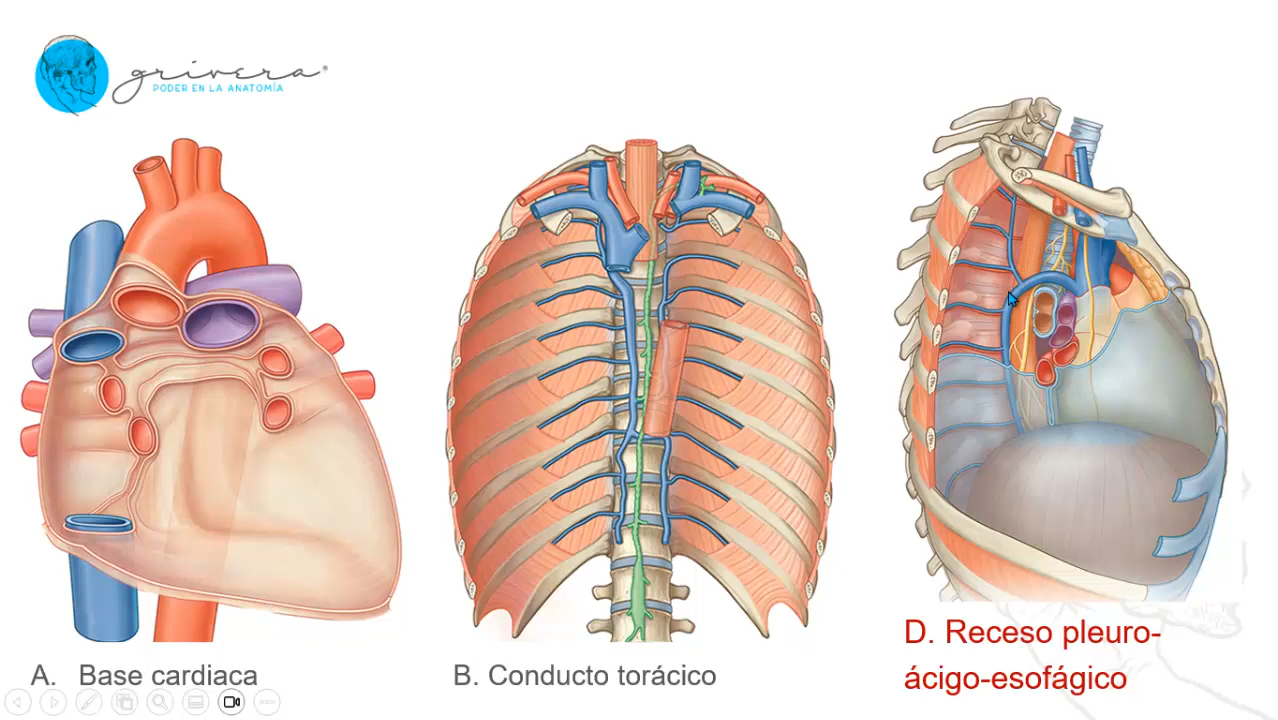 grivera®
PODER EN LA ANATOMÍA
A. Base cardiaca
B. Conducto torácico
D. Receso pleuro-
ácigo-esofágico